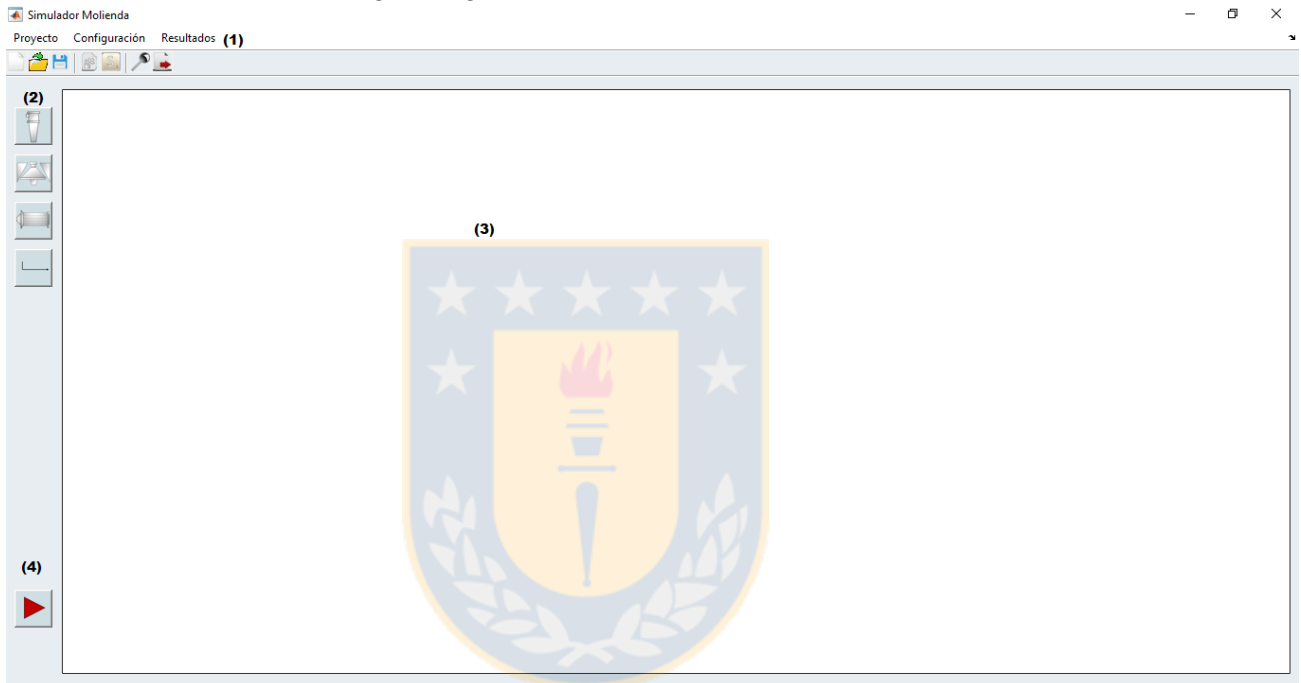 Simulador Molienda
Proyecto Configuración Resultados (1)
(2)
(3)
(4)